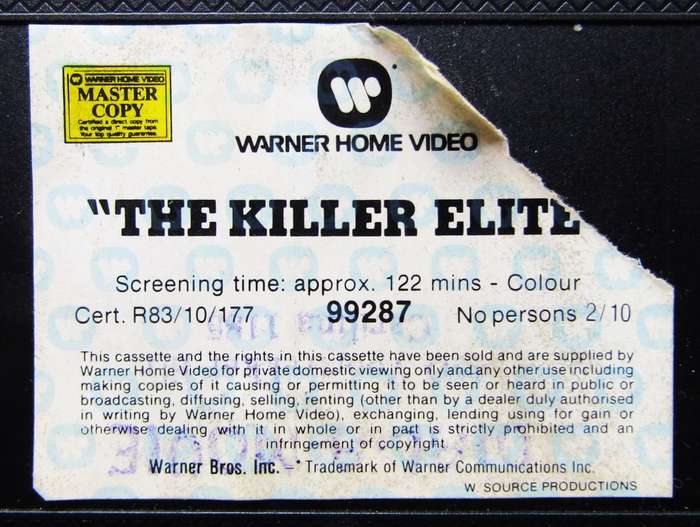 WARNER HOME VIDEO
MASTER
COPY
Certified a direct copy from
the original 1" master tape.
Your top quality guarantee.
WARNER HOME VIDEO
"THE KILLER ELITE
Screening time: approx. 122 mins - Colour
Cert. R83/10/177 99287 No persons 2/10
This cassette and the rights in this cassette have been sold and are supplied by
Warner Home Video for private domestic viewing only and any other use including
making copies of it causing or permitting it to be seen or heard in public or
broadcasting, diffusing, selling, renting (other than by a dealer duly authorised
in writing by Warner Home Video), exchanging, lending using for gain or
otherwise dealing with it in whole or in part is strictly prohibited and an
infringement of copyright
Warner Bros. Inc. —* Trademark of Warner Communications Inc.
W. SOURCE PRODUCTIONS